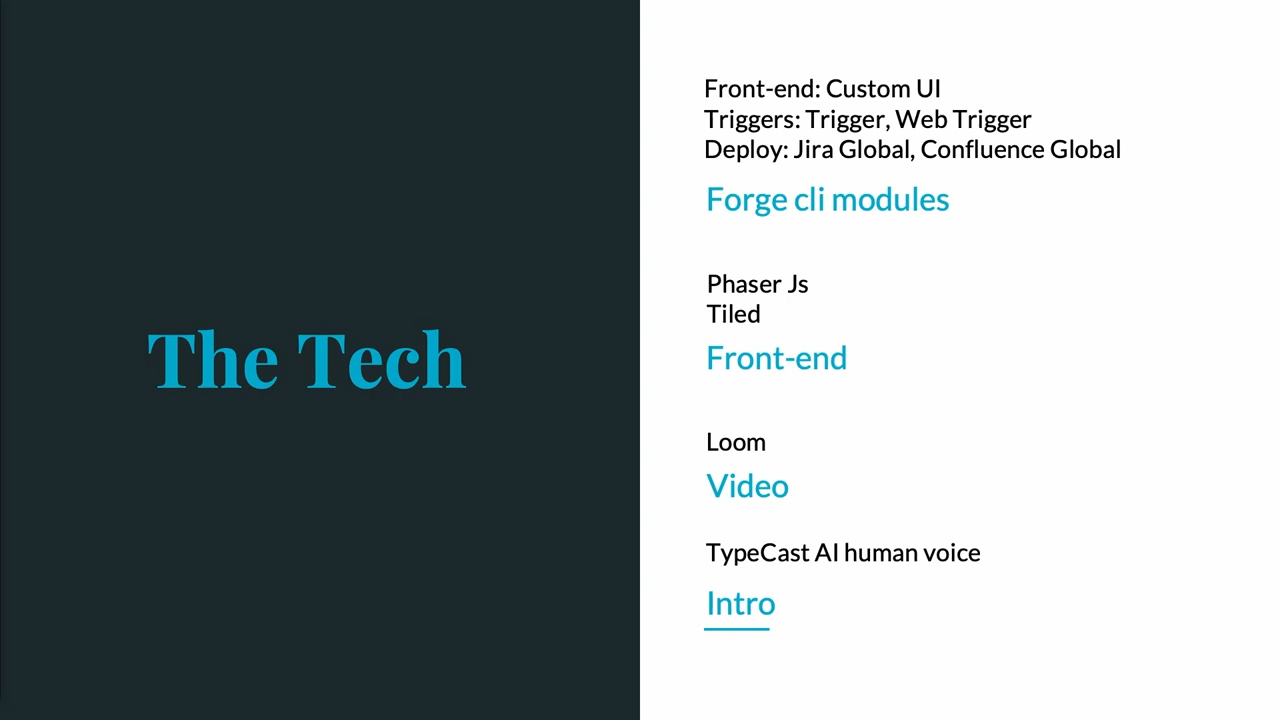 The Tech
Front-end: Custom UI
Triggers: Trigger, Web Trigger
Deploy: Jira Global, Confluence Global
Forge cli modules
Phaser Js
Tiled
Front-end
Loom
Video
TypeCast AI human voice
Intro